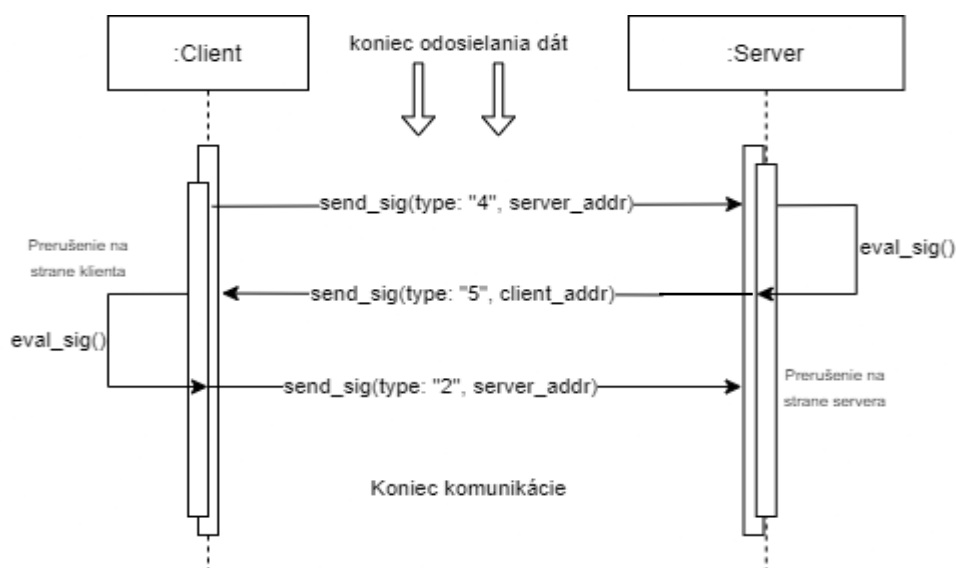 :Client
koniec odosielania dát
:Server
send_sig(type: "4", server_addr)
Prerušenie na
strane klienta
eval_sig()
send_sig(type: "5", client_addr)
eval_sig()
send_sig(type: "2", server_addr)
Prerušenie na
strane servera
Koniec komunikácie